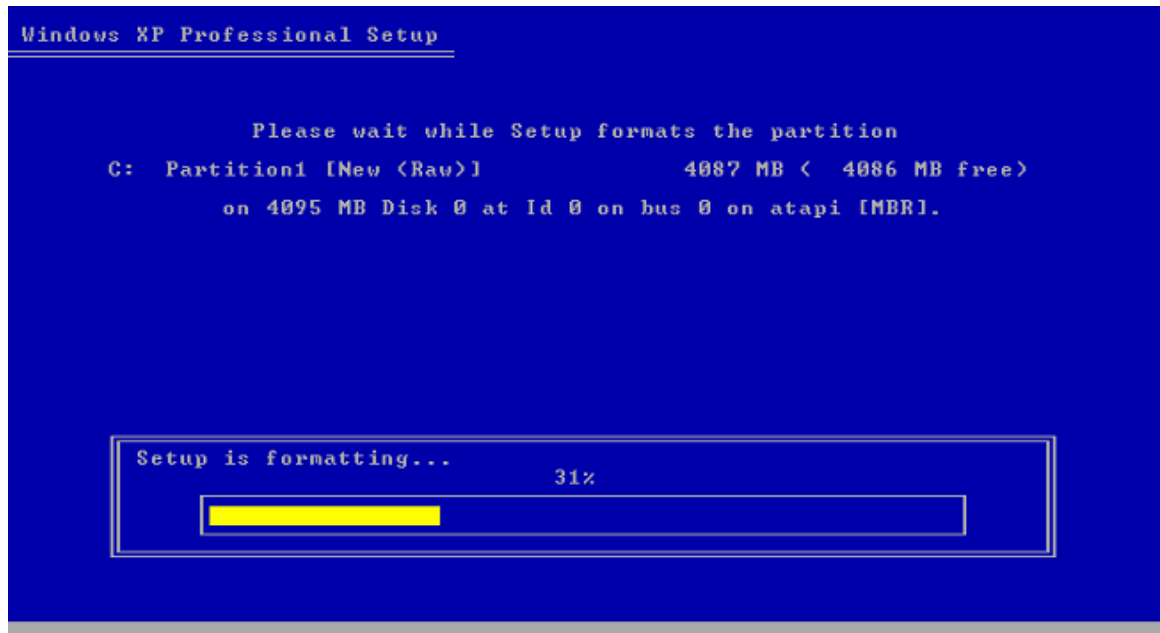 Windows XP Professional Setup
Please wait while Setup formats the partition
C:  Partition1 [New (Raw)]                4087 MB (  4086 MB free)
on 4095 MB Disk 0 at Id 0 on bus 0 on atapi [MBR].
Setup is formatting...
31%